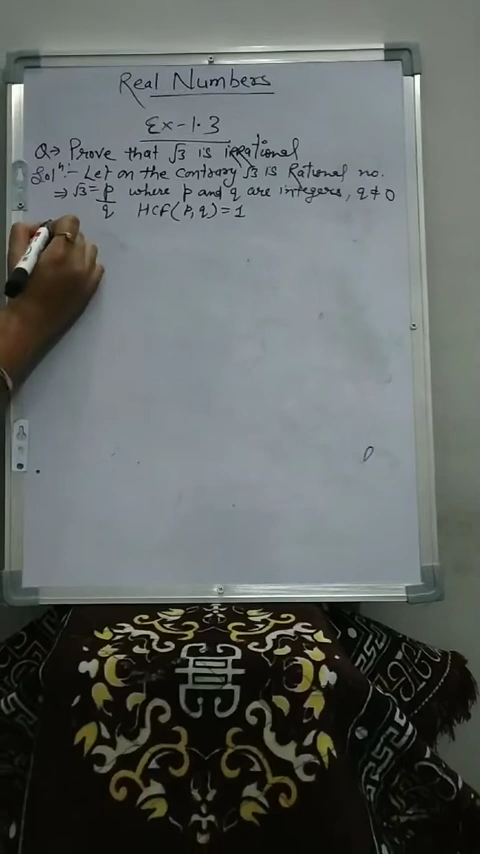 Real Numbers
Ex-1.3
Q→ Prove that √3 is irrational
Solⁿ:- Let on the contrary √3 is Rational no.
⇒ √3 = p/q where p and q are integers, q ≠ 0
HCF(p,q) = 1